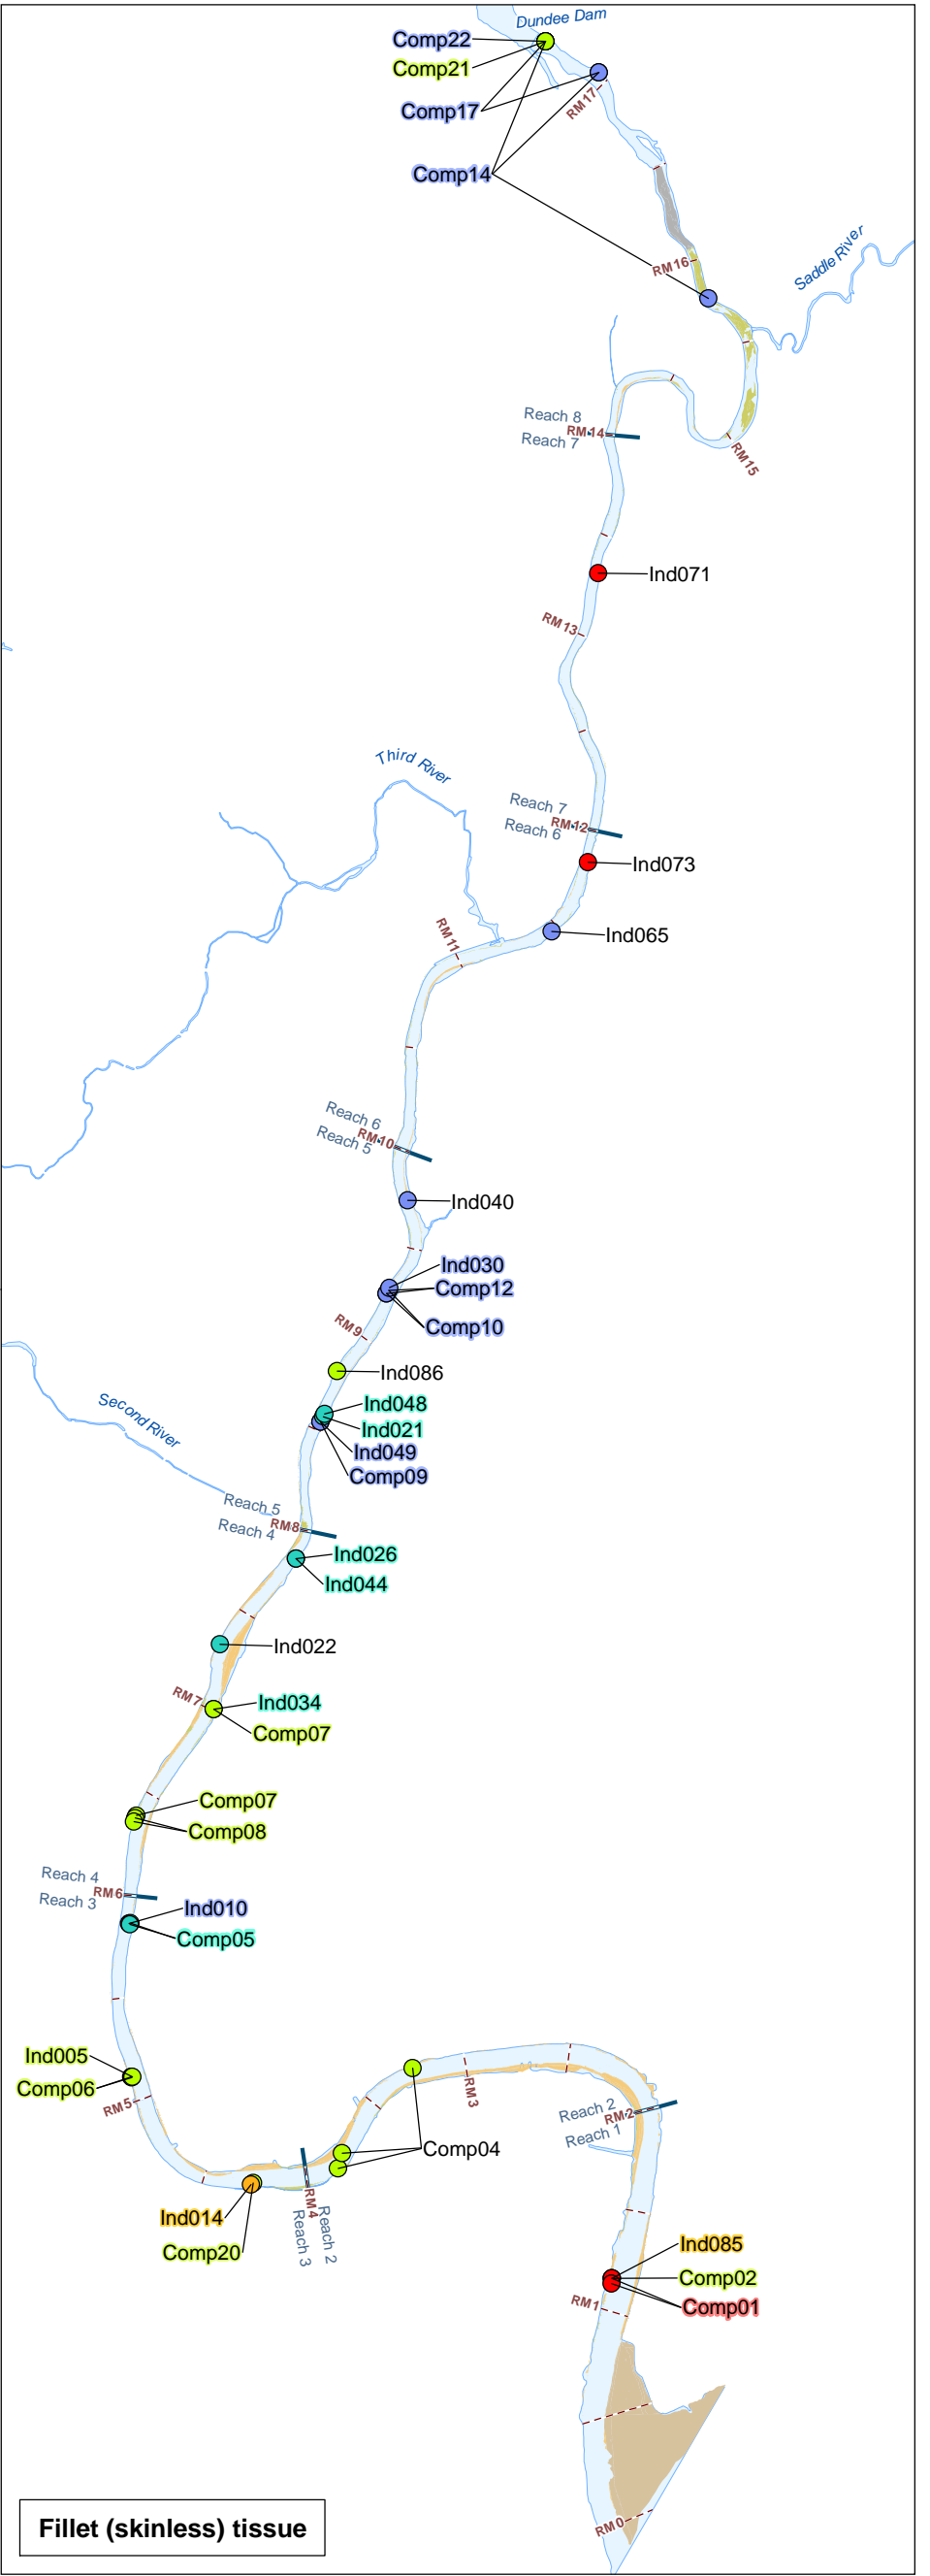 Dundee Dam
Comp22
Comp21
RM17
Comp17
Comp14
Saddle River
RM16
Reach 8
RM14
Reach 7
RM15
Ind071
RM13
Third River
Reach 7
RM12
Reach 6
Ind073
RM11
Ind065
Reach 6
RM10
Reach 5
Ind040
Ind030
Comp12
Comp10
RM9
Ind086
Second River
Ind048
Ind021
Ind049
Comp09
Reach 5
RM8
Reach 4
Ind026
Ind044
Ind022
RM7
Ind034
Comp07
Comp07
Comp08
Reach 4
RM6
Reach 3
Ind010
Comp05
Ind005
Comp06
RM5
RM3
Reach 2
RM2
Reach 1
Comp04
RM4
Reach 2
Reach 3
Ind014
Comp20
Ind085
Comp02
Comp01
RM1
RM0
Fillet (skinless) tissue